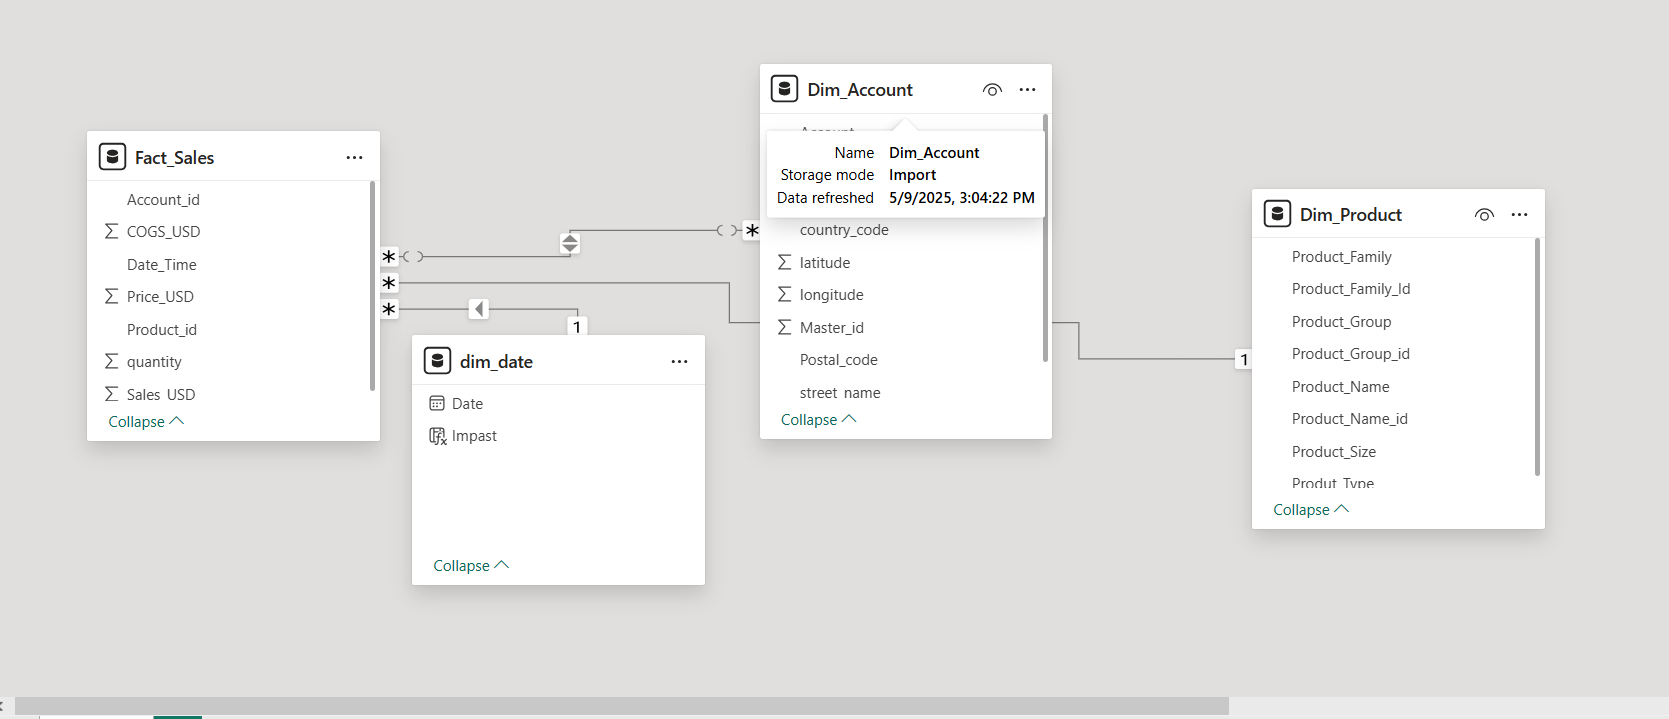 Fact_Sales
Account_id
COGS_USD
Date_Time
Price_USD
Product_id
quantity
Sales_USD
Collapse
*
*
*
1
dim_date
Date
Impast
Collapse
*
Dim_Account
Name Dim_Account
Storage mode Import
Data refreshed 5/9/2025, 3:04:22 PM
country_code
latitude
longitude
Master_id
Postal_code
street_name
Collapse
1
Dim_Product
Product_Family
Product_Family_Id
Product_Group
Product_Group_id
Product_Name
Product_Name_id
Product_Size
Produt_Type
Collapse